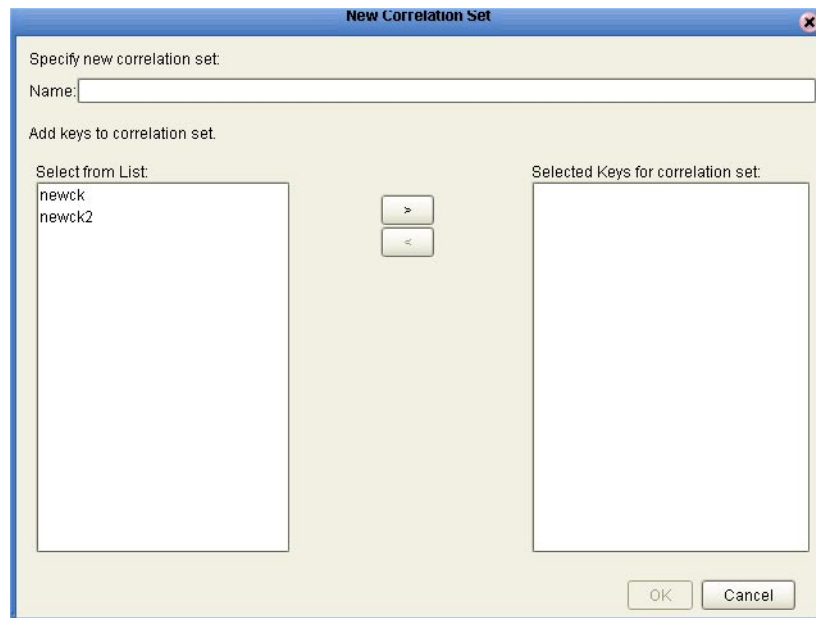 New Correlation Set
Specify new correlation set:
Name:
Add keys to correlation set.
Select from List:
Selected Keys for correlation set:
newck
newck2
>
<
OK
Cancel